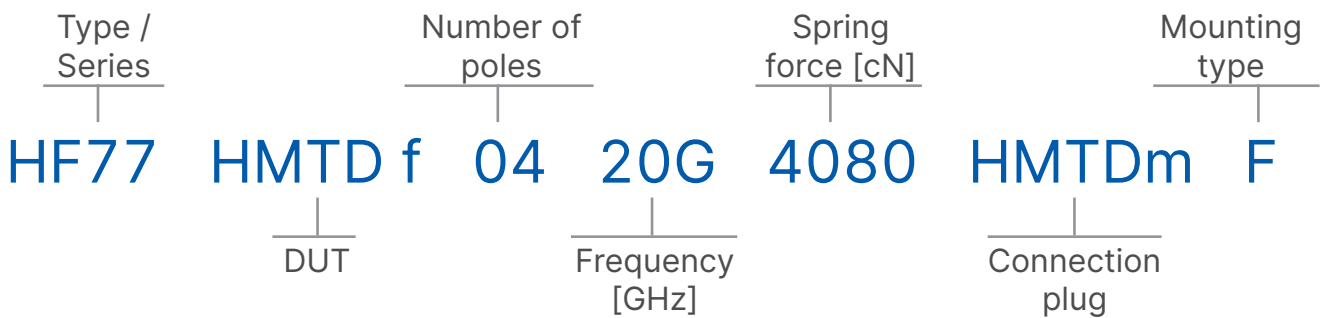 Type /
Series
Number of
poles
Spring
force [cN]
Mounting
type
HF77 HMTD f 04 20G 4080 HMTDm F
DUT
Frequency
[GHz]
Connection
plug